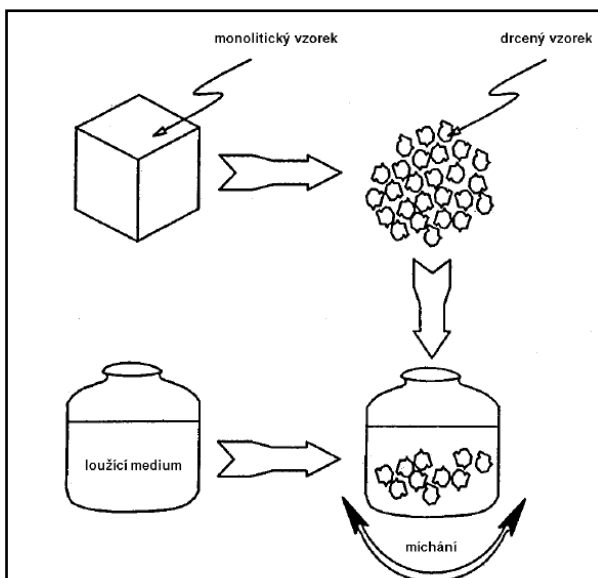 monolitický vzorek
drcený vzorek
loužící medium
míchání